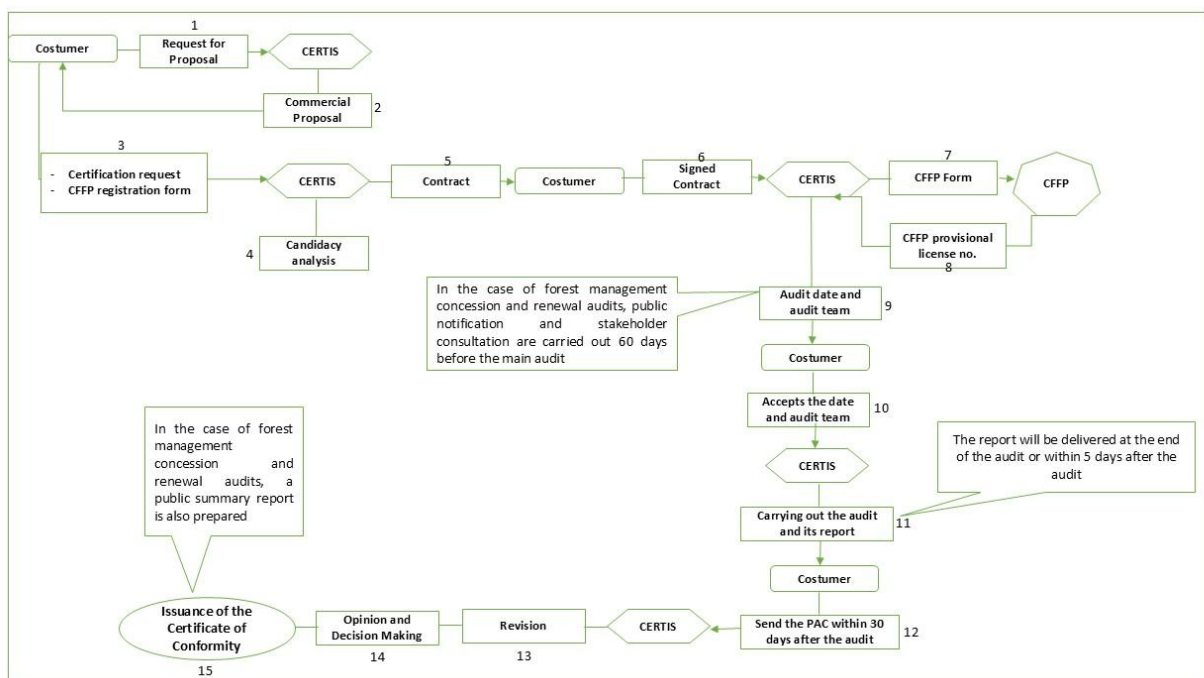 1
Costumer
Request for
Proposal
CERTIS
Commercial
Proposal
2
3
- Certification request
- CFFP registration form
CERTIS
4
Candidacy
analysis
5
Contract
Costumer
6
Signed
Contract
CERTIS
7
CFFP Form
CFFP
CFFP provisional
license no.
8
In the case of forest management
concession and renewal audits, public
notification and stakeholder
consultation are carried out 60 days
before the main audit
Audit date and
audit team
9
Costumer
Accepts the date
and audit team
10
CERTIS
The report will be delivered at the end
of the audit or within 5 days after the
audit
Carrying out the audit
and its report
11
Costumer
Send the PAC within 30
days after the audit
12
CERTIS
Revision
13
Opinion and
Decision Making
14
In the case of forest
management
concession and
renewal audits, a
public summary report
is also prepared
Issuance of the
Certificate of
Conformity
15